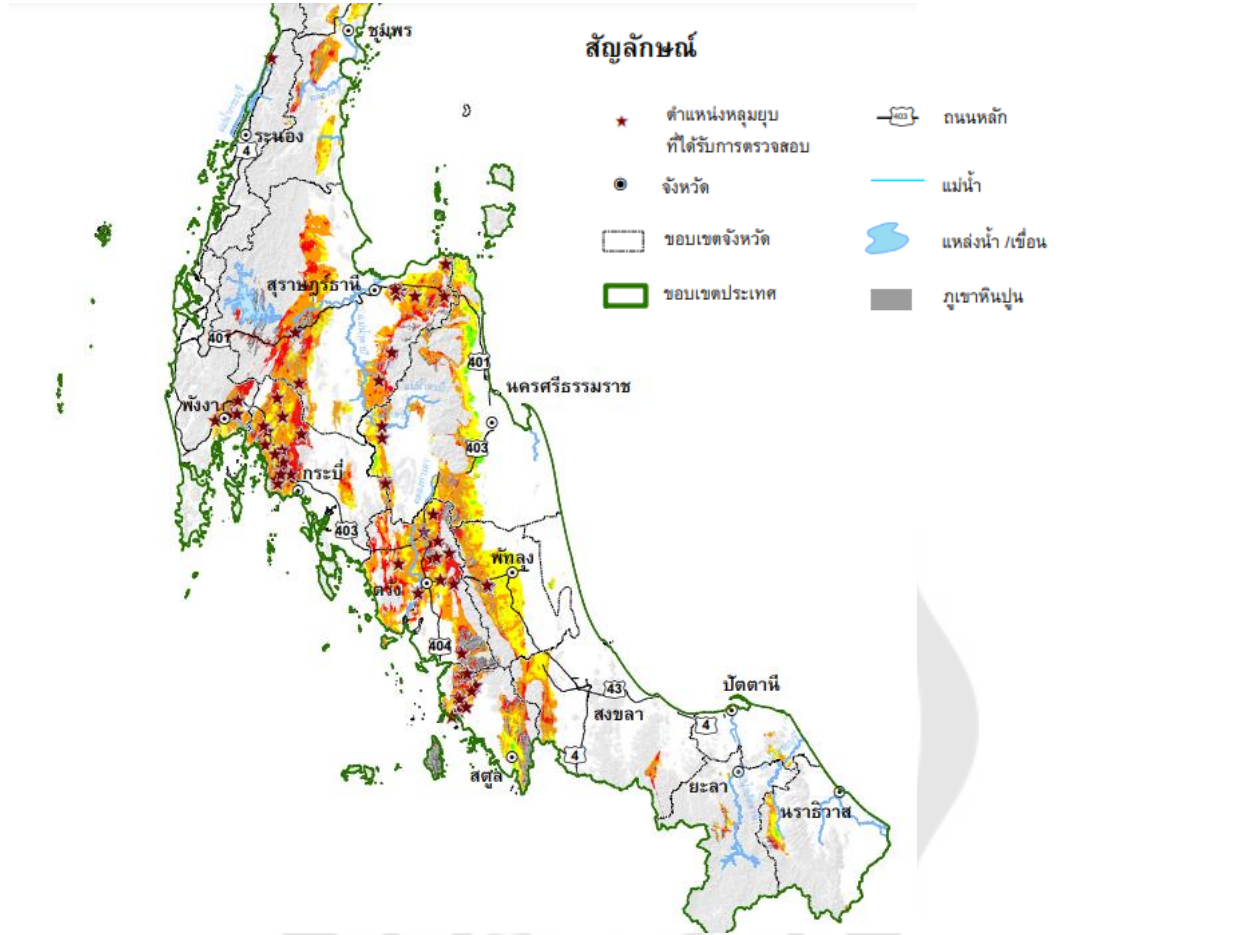 ชุมพร
ระนอง
4
สุราษฎร์ธานี
401
401
พังงา
นครศรีธรรมราช
403
กระบี่
403
พัทลุง
ตรัง
404
43
ปัตตานี
สงขลา
4
4
สตูล
ยะลา
นราธิวาส
สัญลักษณ์
ตำแหน่งหลุมยุบ
ที่ได้รับการตรวจสอบ
403
ถนนหลัก
จังหวัด
แม่น้ำ
ขอบเขตจังหวัด
แหล่งน้ำ /เขื่อน
ขอบเขตประเทศ
ภูเขาหินปูน